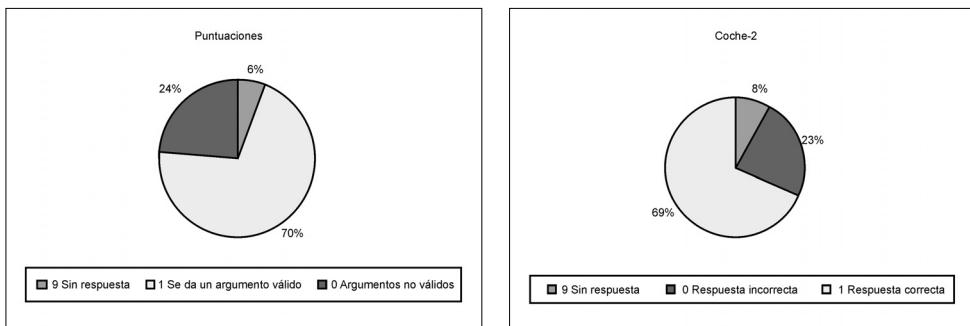 Puntuaciones
6%
24%
70%
9 Sin respuesta 1 Se da un argumento válido 0 Argumentos no válidos
Coche-2
8%
23%
69%
9 Sin respuesta 0 Respuesta incorrecta 1 Respuesta correcta